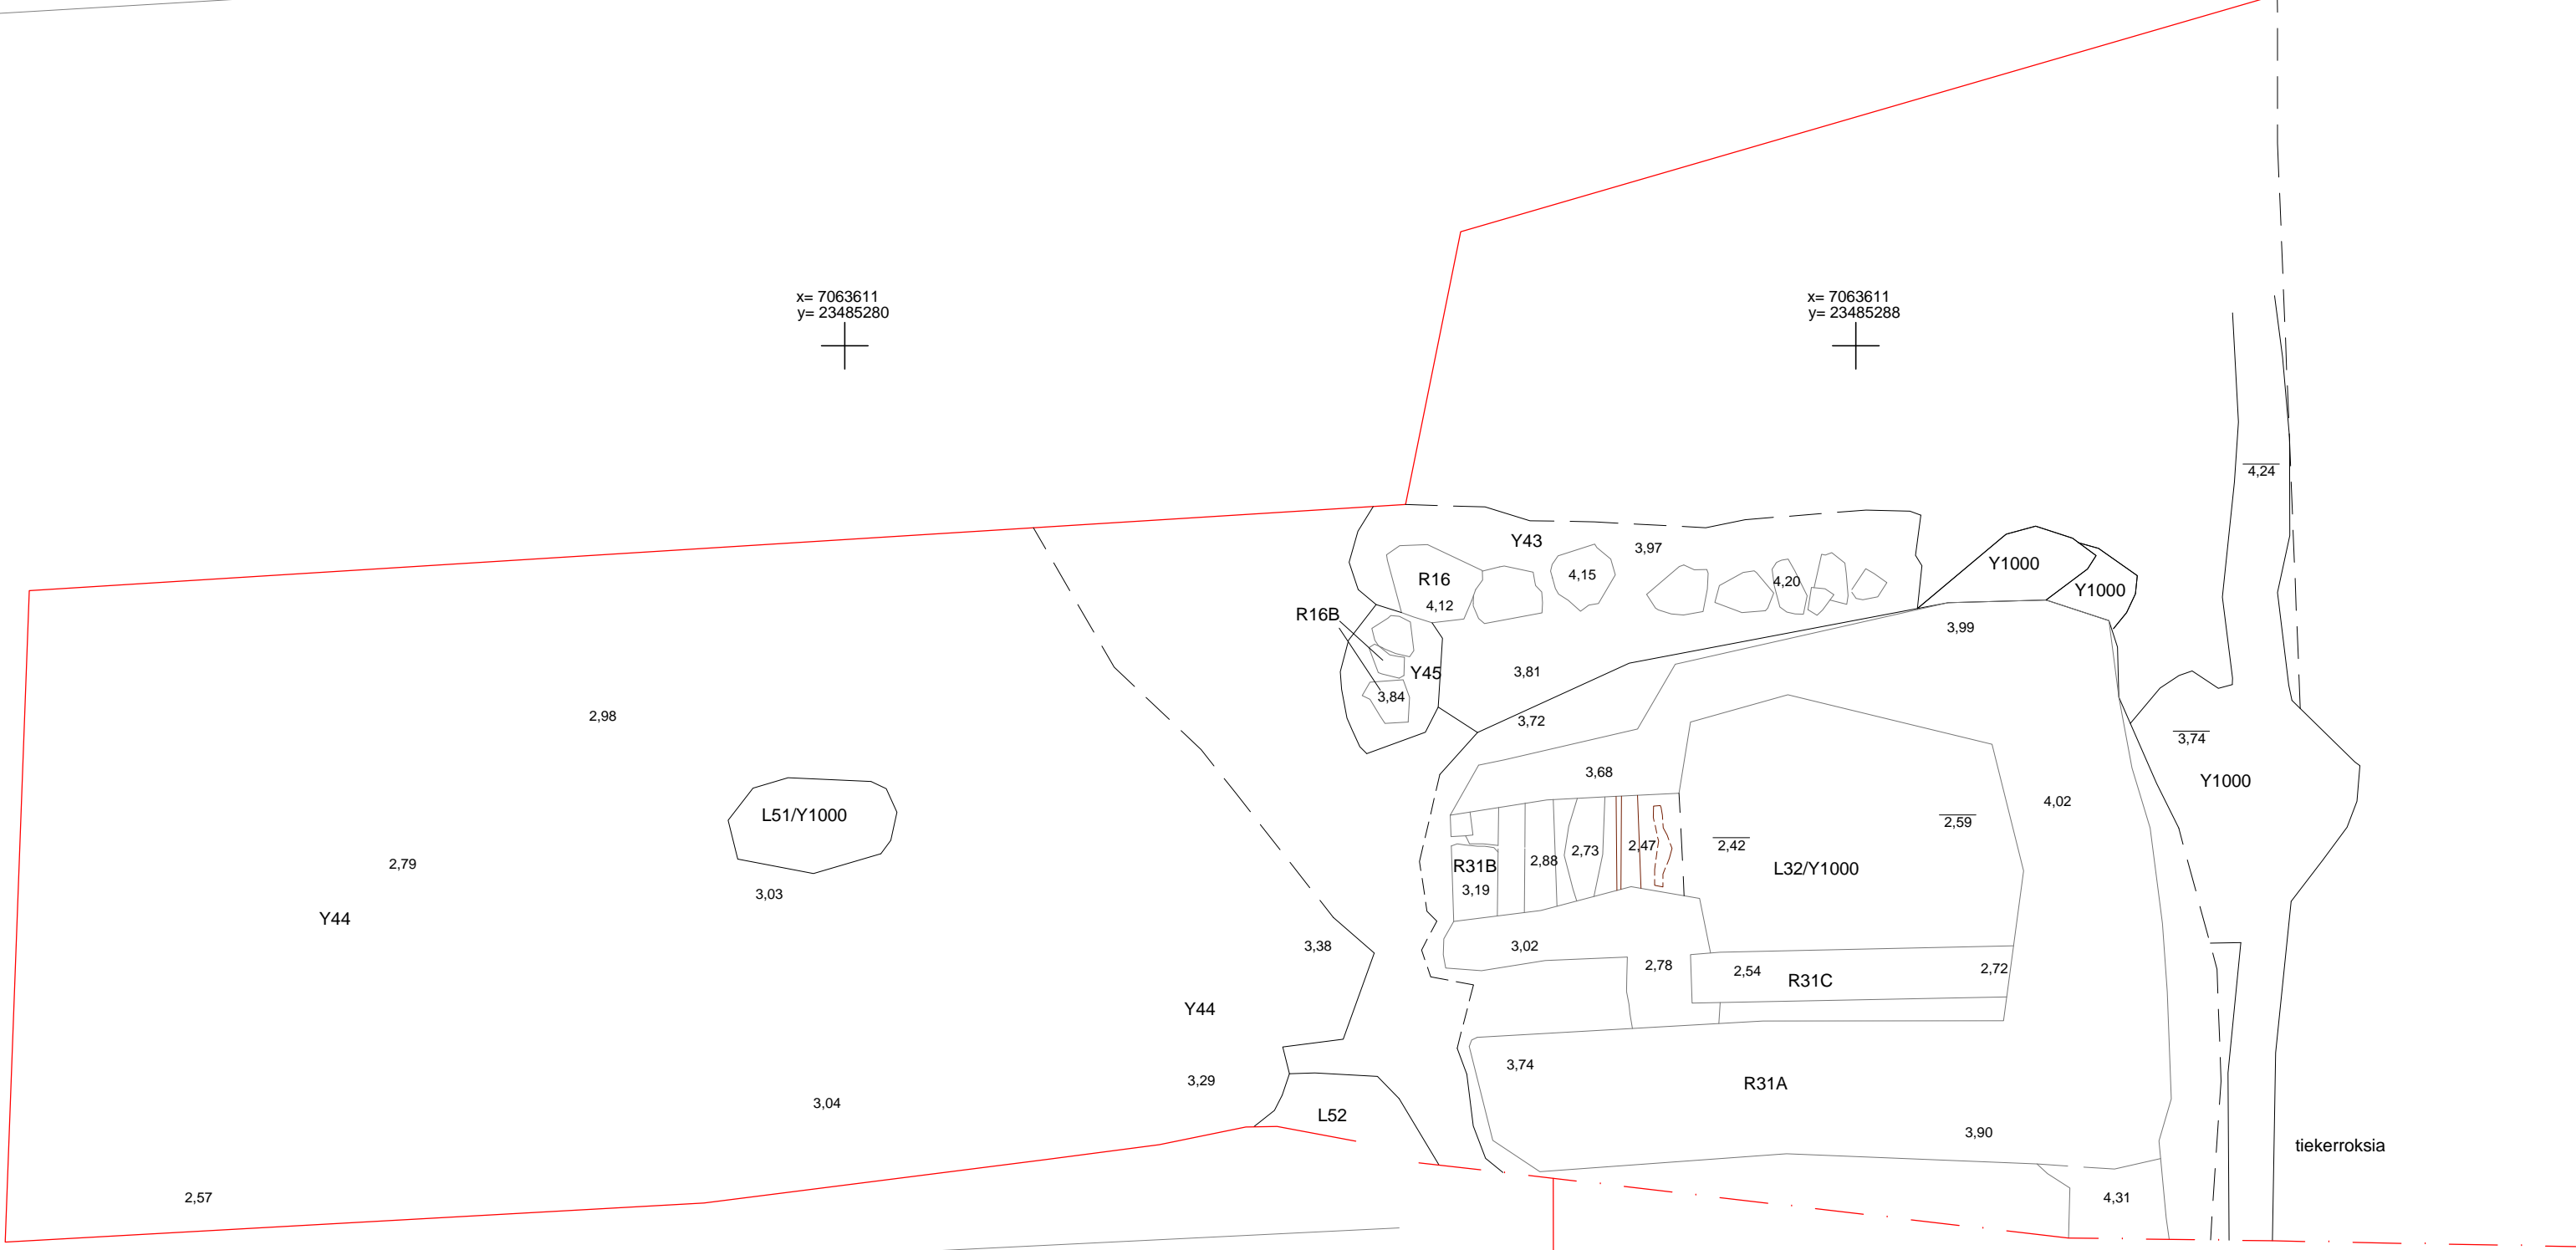 x= 7063611
y= 23485280
x= 7063611
y= 23485288
4,24
Y43
3,97
Y1000
R16
4,15
4,20
Y1000
4,12
R16B
3,99
Y45
3,81
3,84
2,98
3,72
3,74
3,68
Y1000
4,02
L51/Y1000
2,59
2,79
R31B
2,88
2,73
2,47
2,42
L32/Y1000
3,03
3,19
Y44
3,38
3,02
2,78
2,54
2,72
R31C
Y44
3,74
3,29
R31A
3,04
L52
3,90
tiekerroksia
2,57
4,31